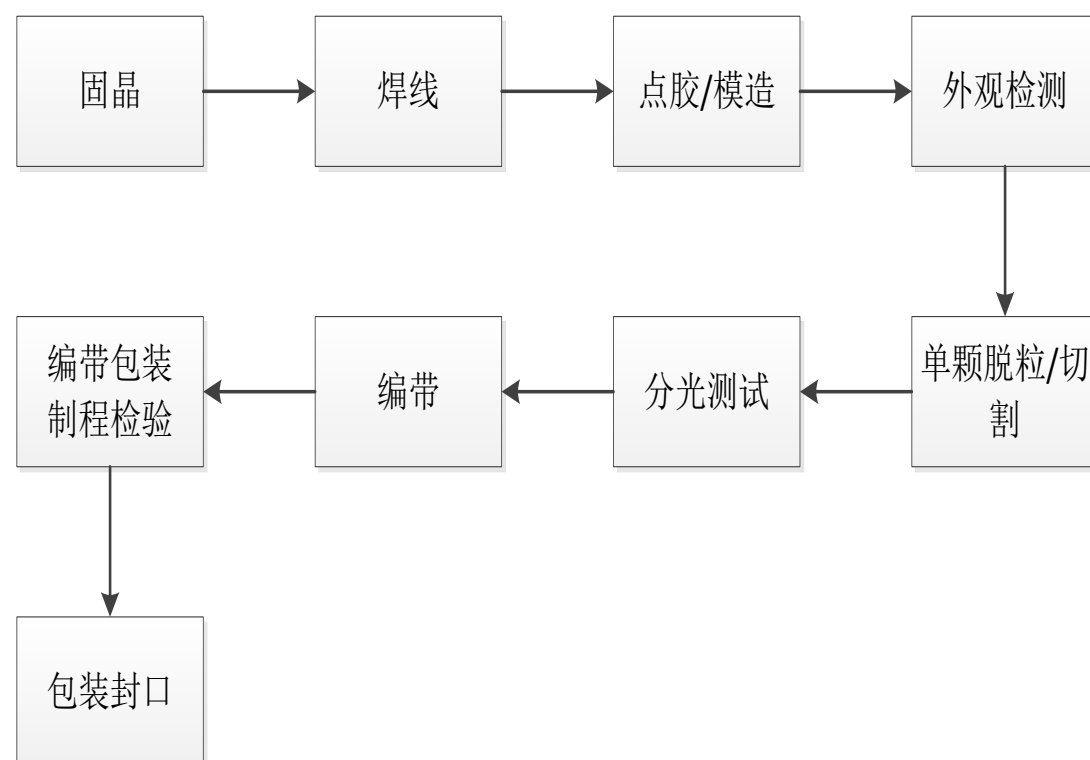 固晶
焊线
点胶/模造
外观检测
单颗脱粒/切
割
分光测试
编带
编带包装
制程检验
包装封口